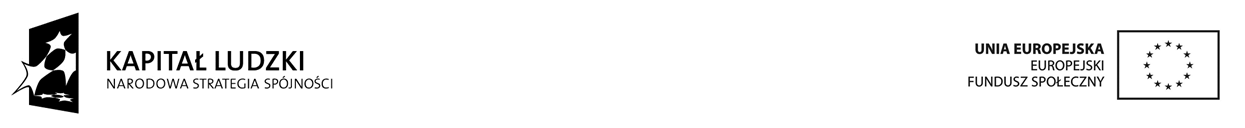 KAPITAŁ LUDZKI
NARODOWA STRATEGIA SPÓJNOŚCI
UNIA EUROPEJSKA
EUROPEJSKI
FUNDUSZ SPOŁECZNY